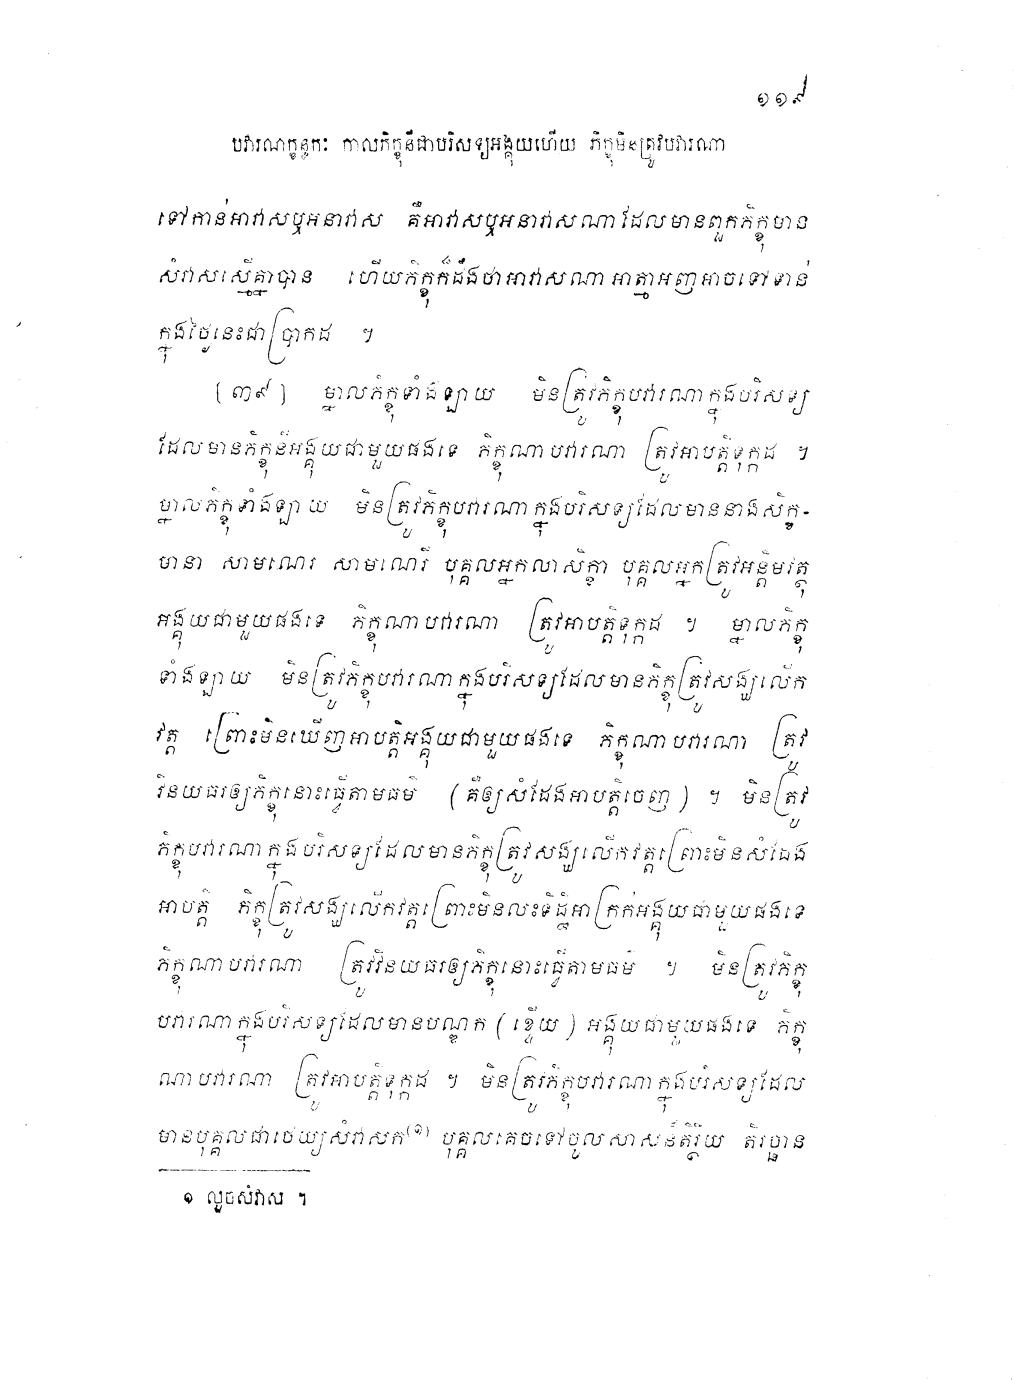 ១១៩
បវារណក្ខន្ធកៈ កាលភិក្ខុនីជាបរិសទ្យអង្គុយហើយ ភិក្ខុមិនត្រូវបវារណា
ទៅកាន់អាវាសឬអនាវាស គឺអាវាសឬអនាវាសណាដែលមានពួកភិក្ខុមាន
សំវាសស្មើគ្នាបាន ហើយភិក្ខុក៏ដឹងថាអាវាសណា អាត្មាអញអាចទៅទាន់
ក្នុងថ្ងៃនេះជាប្រាកដ ។
[៣៩] ម្នាលភិក្ខុទាំងឡាយ មិនត្រូវភិក្ខុបវារណាក្នុងបរិសទ្យ
ដែលមានភិក្ខុនីអង្គុយជាមួយផងទេ ភិក្ខុណាបវារណា ត្រូវអាបត្តិទុក្កដ ។
ម្នាលភិក្ខុទាំងឡាយ មិនត្រូវភិក្ខុបវារណាក្នុងបរិសទ្យដែលមាននាងសិក្ខ-
មានា សាមណេរ សាមណេរី បុគ្គលអ្នកលាសិក្ខា បុគ្គលអ្នកត្រូវអន្តិមវត្ថុ
អង្គុយជាមួយផងទេ ភិក្ខុណាបវារណា ត្រូវអាបត្តិទុក្កដ ។ ម្នាលភិក្ខុ
ទាំងឡាយ មិនត្រូវភិក្ខុបវារណាក្នុងបរិសទ្យដែលមានភិក្ខុត្រូវសង្ឃលើក
វត្ត ព្រោះមិនឃើញអាបត្តិអង្គុយជាមួយផងទេ ភិក្ខុណាបវារណា ត្រូវ
វិនយធរឲ្យភិក្ខុនោះធ្វើតាមធម៌ (គឺឲ្យសំដែងអាបត្តិចេញ) ។ មិនត្រូវ
ភិក្ខុបវារណាក្នុងបរិសទ្យដែលមានភិក្ខុត្រូវសង្ឃលើកវត្តព្រោះមិនសំដែង
អាបត្តិ ភិក្ខុត្រូវសង្ឃលើកវត្តព្រោះមិនលះទិដ្ឋិអាក្រក់អង្គុយជាមួយផងទេ
ភិក្ខុណាបវារណា ត្រូវវិនយធរឲ្យភិក្ខុនោះធ្វើតាមធម៌ ។ មិនត្រូវភិក្ខុ
បវារណាក្នុងបរិសទ្យដែលមានបណ្ឌក (ខ្ទើយ) អង្គុយជាមួយផងទេ ភិក្ខុ
ណាបវារណា ត្រូវអាបត្តិទុក្កដ ។ មិនត្រូវភិក្ខុបវារណាក្នុងបរិសទ្យដែល
មានបុគ្គលជាថេយ្យសំវាសក(១) បុគ្គលគេចទៅចូលសាសន៍តិរ្ថិយ តិរច្ឆាន
១ លួចសំវាស ។